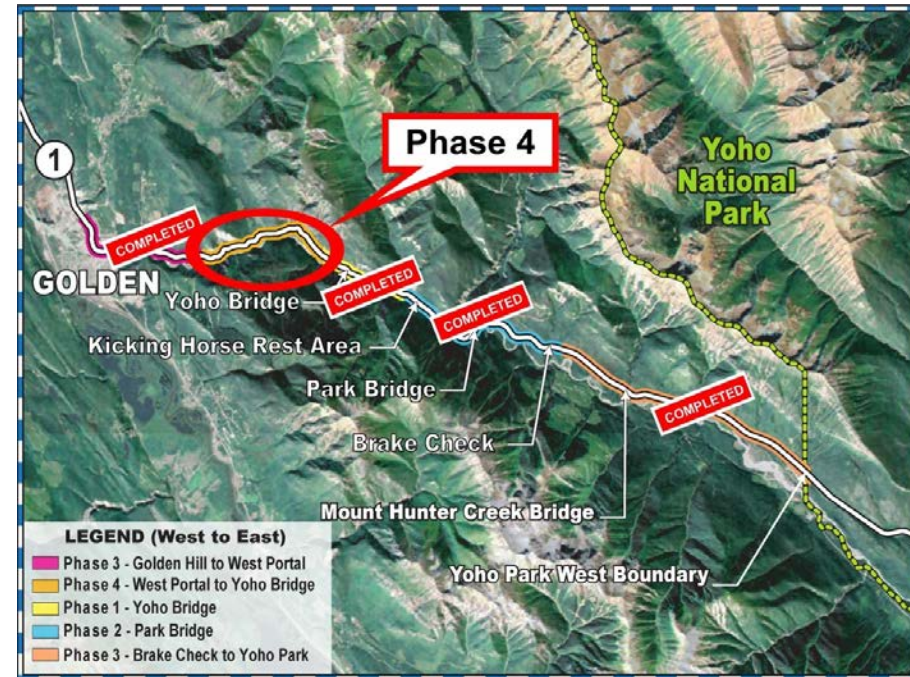 Phase 4
Yoho
National
Park
1
COMPLETED
GOLDEN
Yoho Bridge
COMPLETED
Kicking Horse Rest Area
COMPLETED
Park Bridge
Brake Check
COMPLETED
Mount Hunter Creek Bridge
Yoho Park West Boundary
LEGEND (West to East)
Phase 3 - Golden Hill to West Portal
Phase 4 - West Portal to Yoho Bridge
Phase 1 - Yoho Bridge
Phase 2 - Park Bridge
Phase 3 - Brake Check to Yoho Park